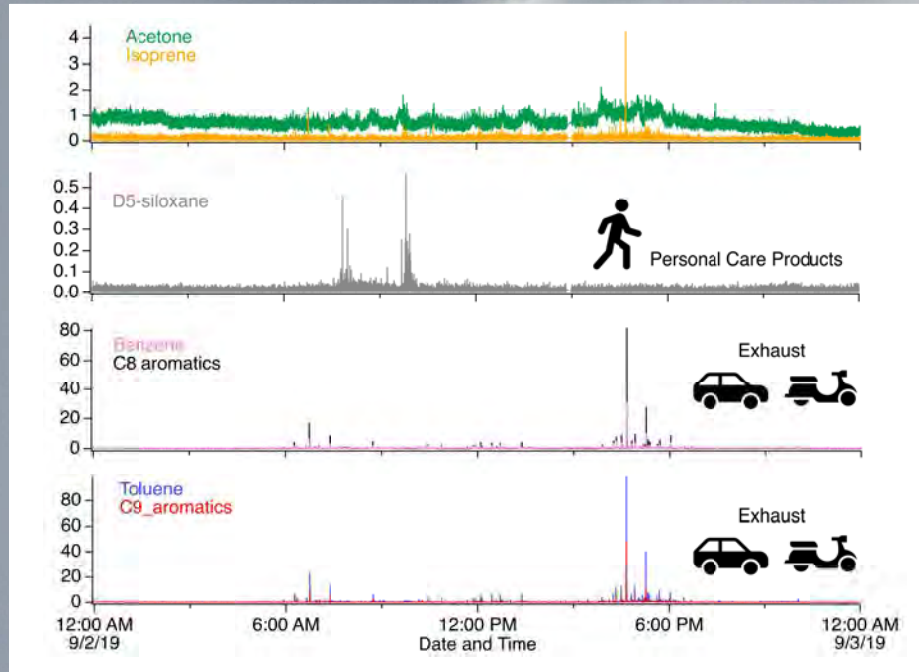 4
Acetone
3
Isoprene
2
1
0
0.5
D5-siloxane
0.4
0.3
0.2
Personal Care Products
0.1
0.0
80
Benzene
Exhaust
60
C8 aromatics
40
20
0
80
Toluene
C9_aromatics
Exhaust
60
40
20
0
12:00 AM 6:00 AM 12:00 PM 6:00 PM 12:00 AM
9/2/19 Date and Time 9/3/19